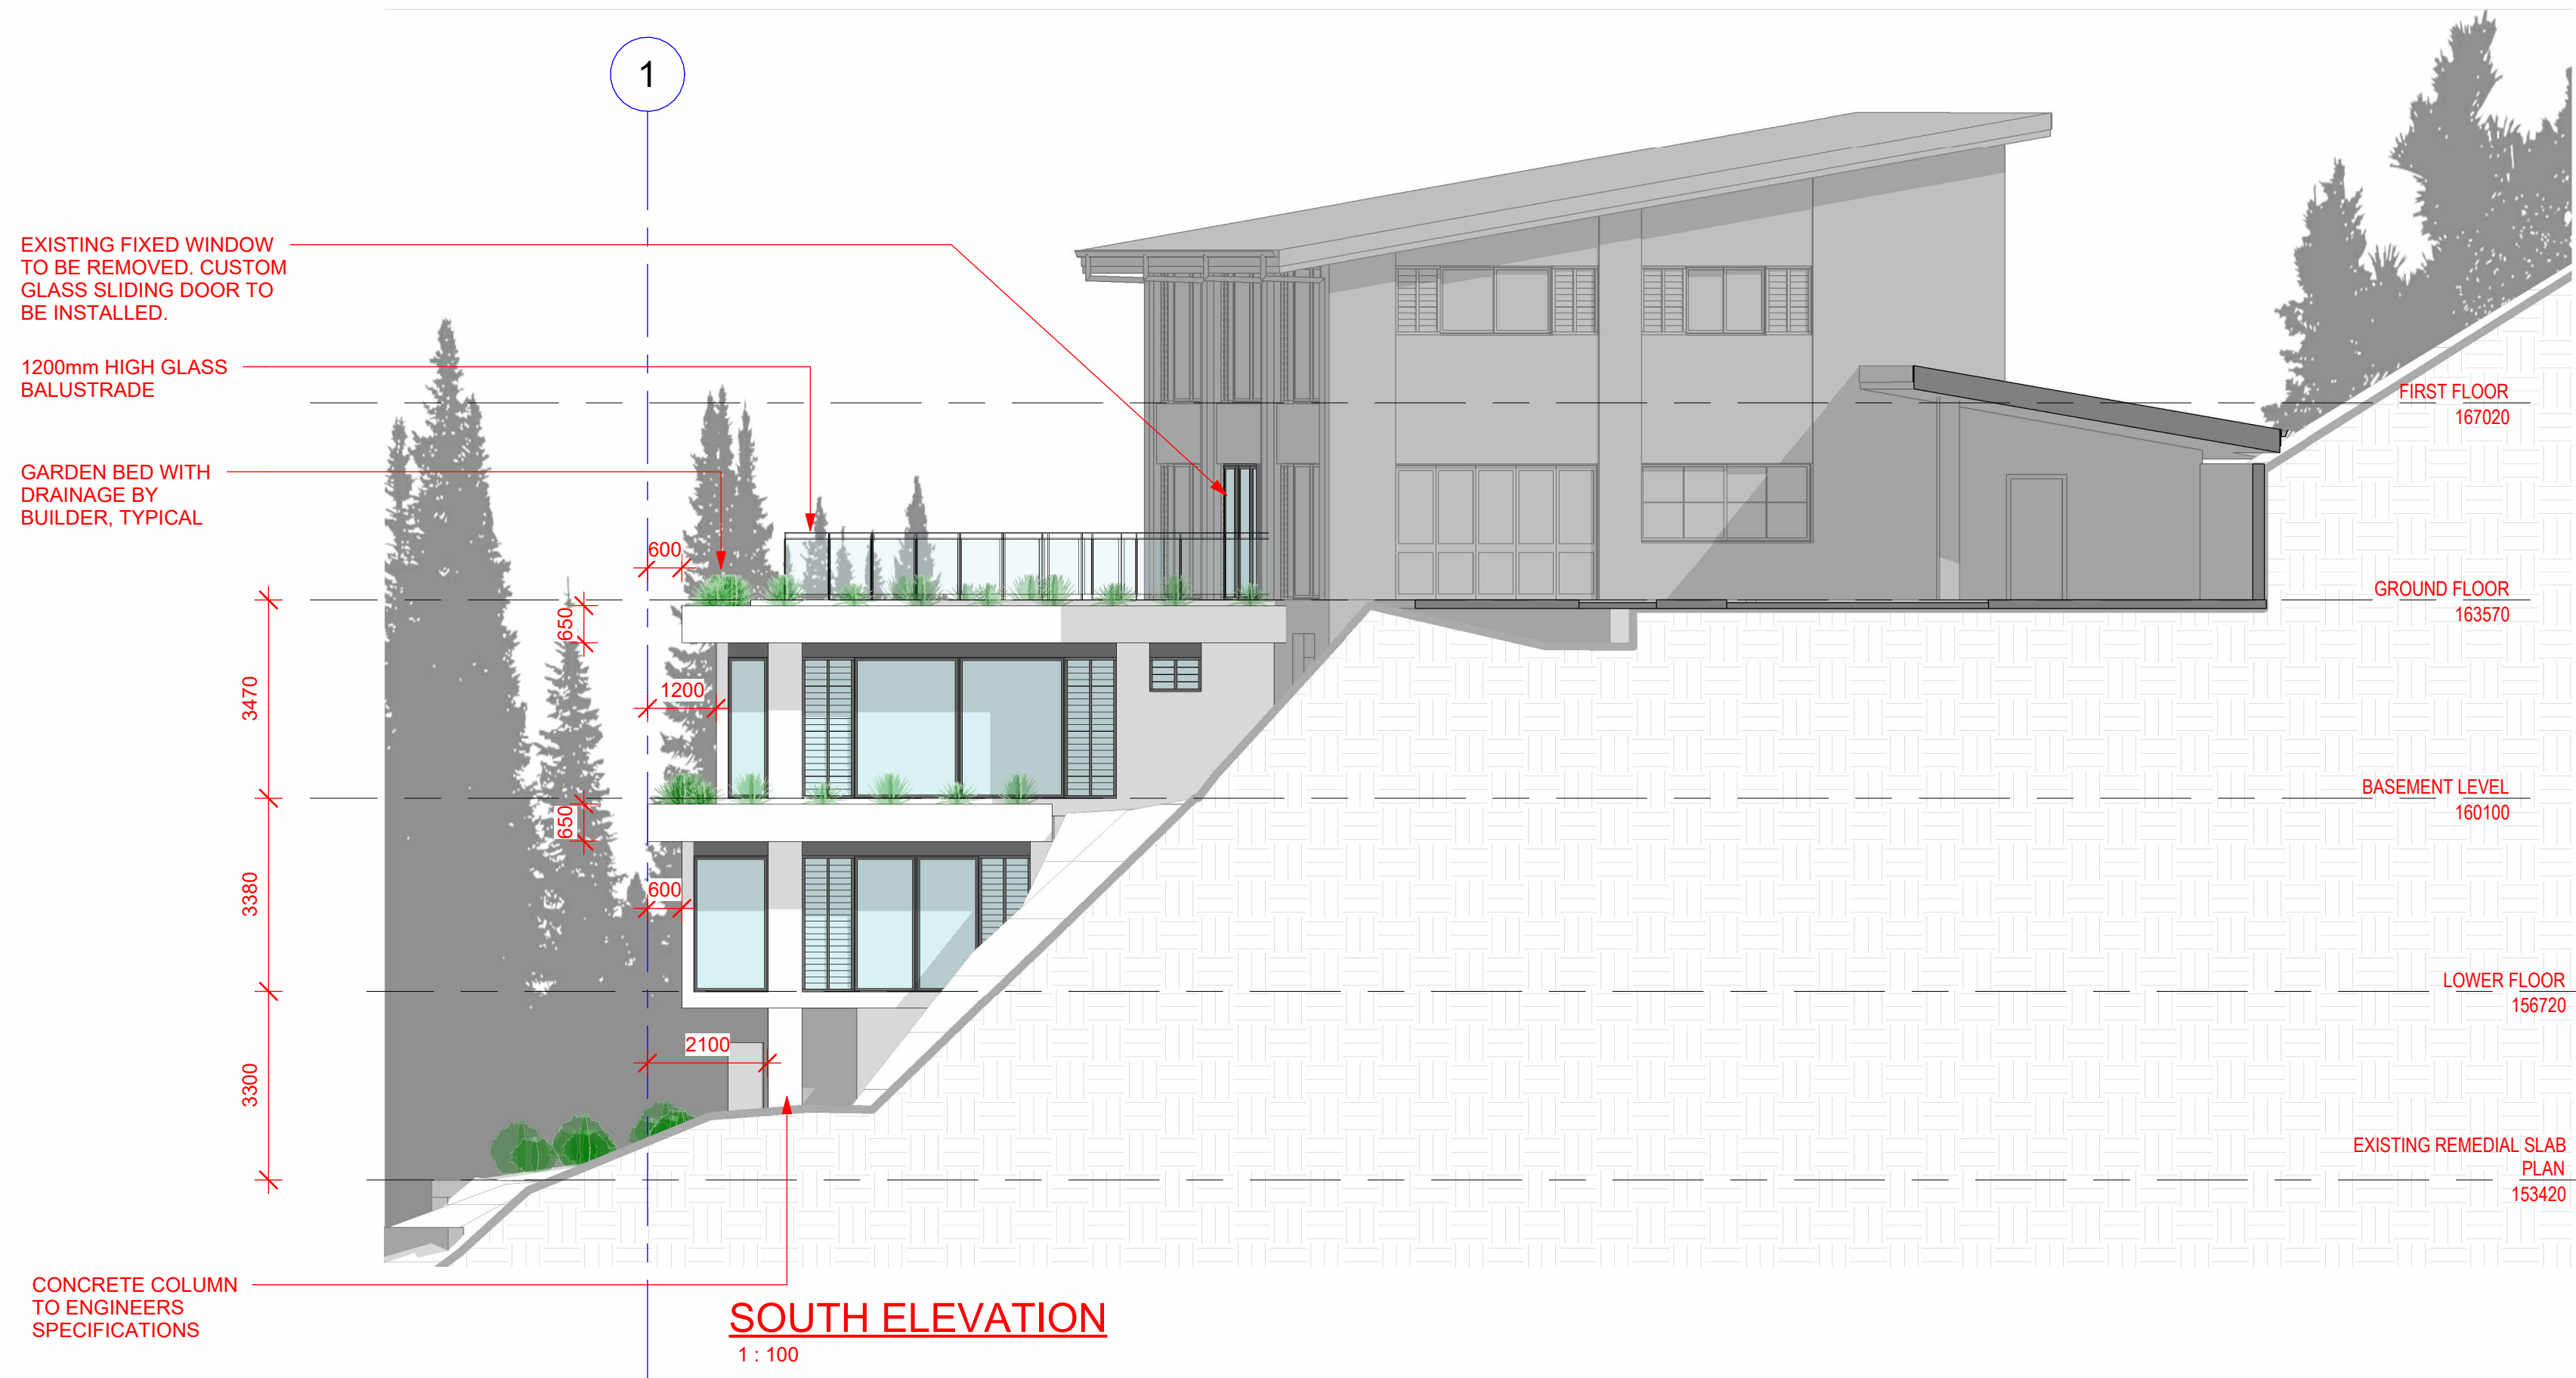 1
EXISTING FIXED WINDOW
TO BE REMOVED. CUSTOM
GLASS SLIDING DOOR TO
BE INSTALLED.
1200mm HIGH GLASS
BALUSTRADE
GARDEN BED WITH
DRAINAGE BY
BUILDER, TYPICAL
FIRST FLOOR
167020
600
GROUND FLOOR
163570
650
3470
1200
BASEMENT LEVEL
160100
650
3380
600
LOWER FLOOR
156720
2100
3300
EXISTING REMEDIAL SLAB
PLAN
153420
CONCRETE COLUMN
TO ENGINEERS
SPECIFICATIONS
SOUTH ELEVATION
1 : 100